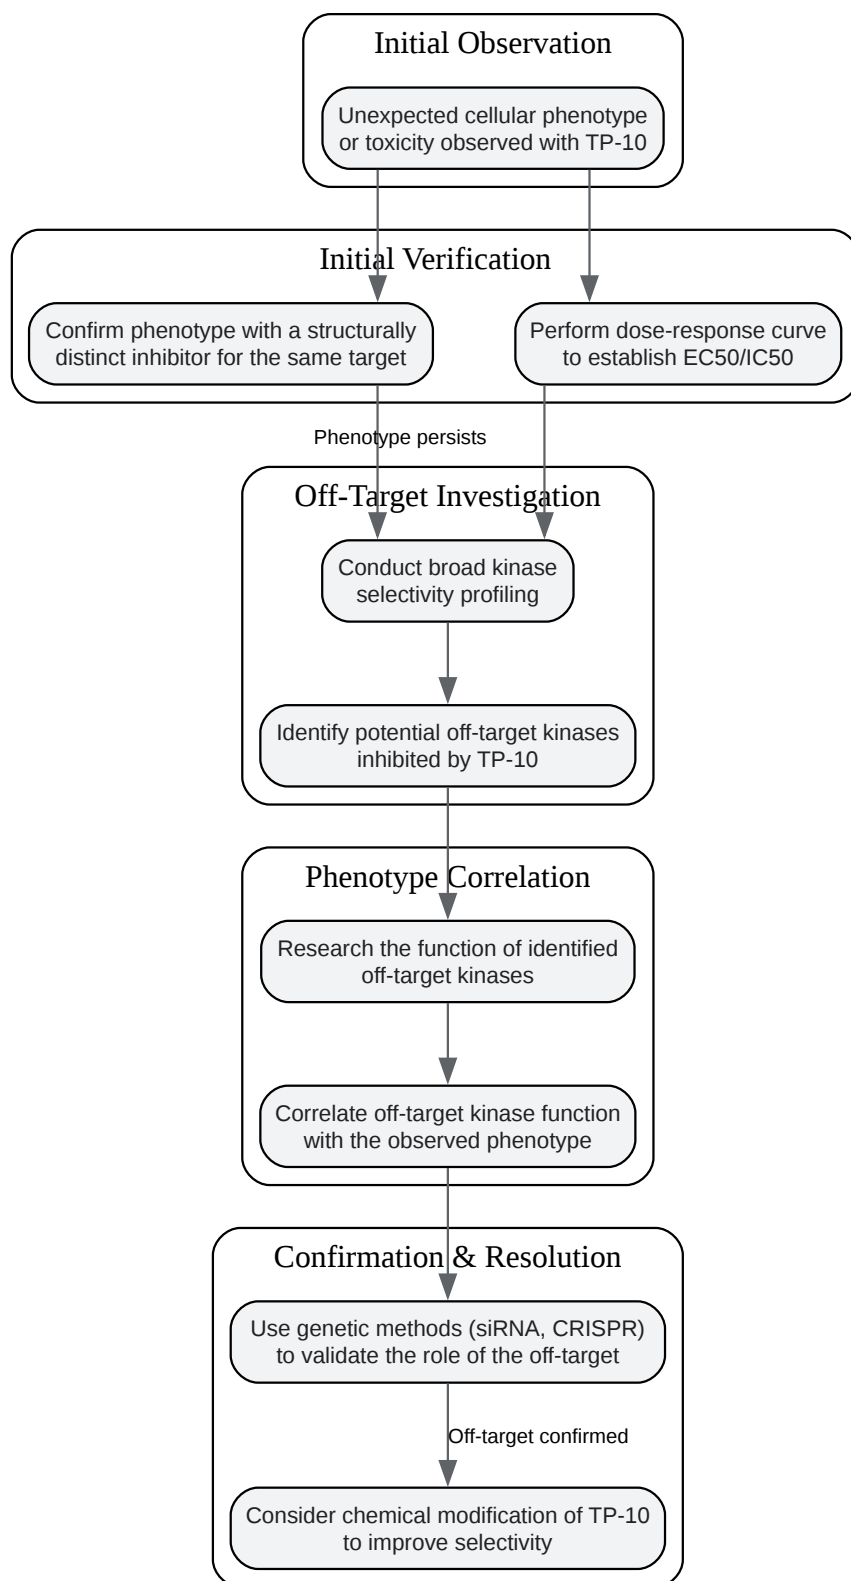 Initial Observation
Unexpected cellular phenotype
or toxicity observed with TP-10
Initial Verification
Confirm phenotype with a structurally
distinct inhibitor for the same target
Perform dose-response curve
to establish EC50/IC50
Phenotype persists
Off-Target Investigation
Conduct broad kinase
selectivity profiling
Identify potential off-target kinases
inhibited by TP-10
Phenotype Correlation
Research the function of identified
off-target kinases
Correlate off-target kinase function
with the observed phenotype
Confirmation & Resolution
Use genetic methods (siRNA, CRISPR)
to validate the role of the off-target
Off-target confirmed
Consider chemical modification of TP-10
to improve selectivity